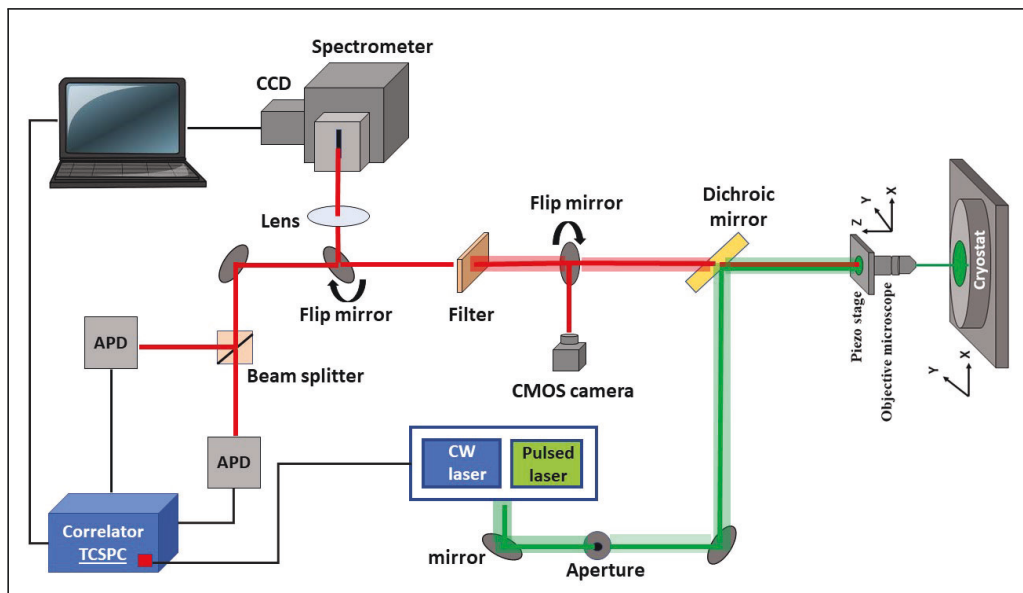 Spectrometer
CCD
Lens
Flip mirror
Filter
Flip mirror
CMOS camera
Dichroic
mirror
Z
Y
X
Piezo stage
Objective microscope
Cryostat
Y
X
APD
Beam splitter
APD
Correlator
TCSPC
CW
laser
Pulsed
laser
mirror
Aperture